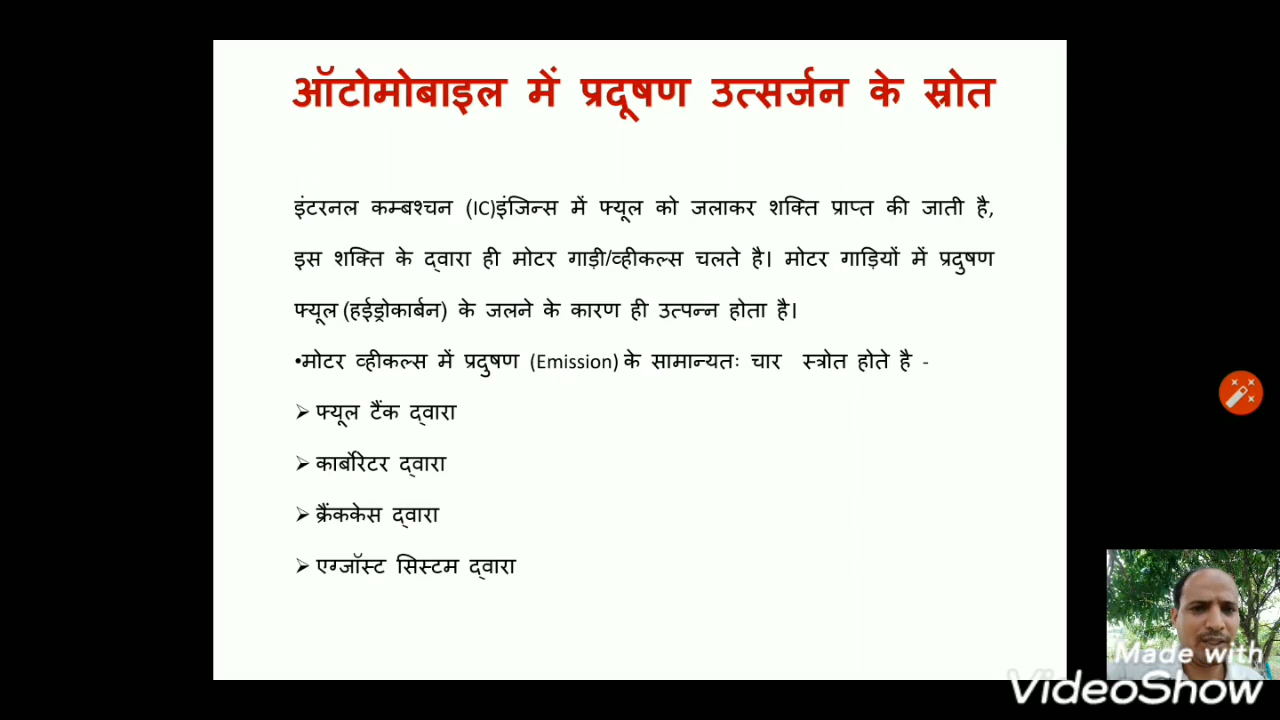 ऑटोमोबाइल में प्रदूषण उत्सर्जन के स्रोत
इंटरनल कम्बश्चन (IC)इंजिन्स में फ्यूल को जलाकर शक्ति प्राप्त की जाती है,
इस शक्ति के द्वारा ही मोटर गाड़ी/व्हीकल्स चलते है। मोटर गाड़ियों में प्रदुषण
फ्यूल (हईड्रोकार्बन) के जलने के कारण ही उत्पन्न होता है।
•मोटर व्हीकल्स में प्रदुषण (Emission) के सामान्यतः चार स्त्रोत होते है -
➢ फ्यूल टैंक द्वारा
➢ कार्बोरेटर द्वारा
➢ क्रैंककेस द्वारा
➢ एग्जॉस्ट सिस्टम द्वारा
Made with
VideoShow